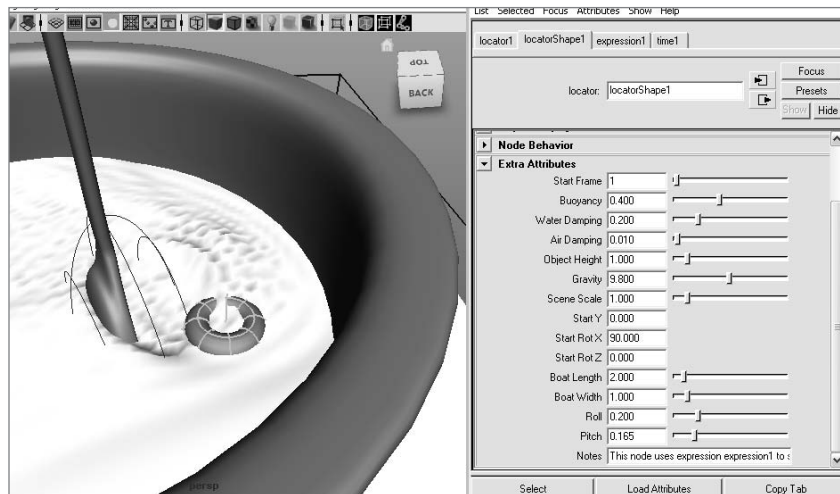 List Selected Focus Attributes Show Help
locator1 locatorShape1 expression1 time1
Focus
locator: locatorShape1
Presets
Show Hide
TOP
BACK
Node Behavior
Extra Attributes
Start Frame 1
Buoyancy 0.400
Water Damping 0.200
Air Damping 0.010
Object Height 1.000
Gravity 9.800
Scene Scale 1.000
Start Y 0.000
Start Rot X 90.000
Start Rot Z 0.000
Boat Length 2.000
Boat Width 1.000
Roll 0.200
Pitch 0.165
Notes This node uses expression expression1 to s
persp
Select Load Attributes Copy Tab